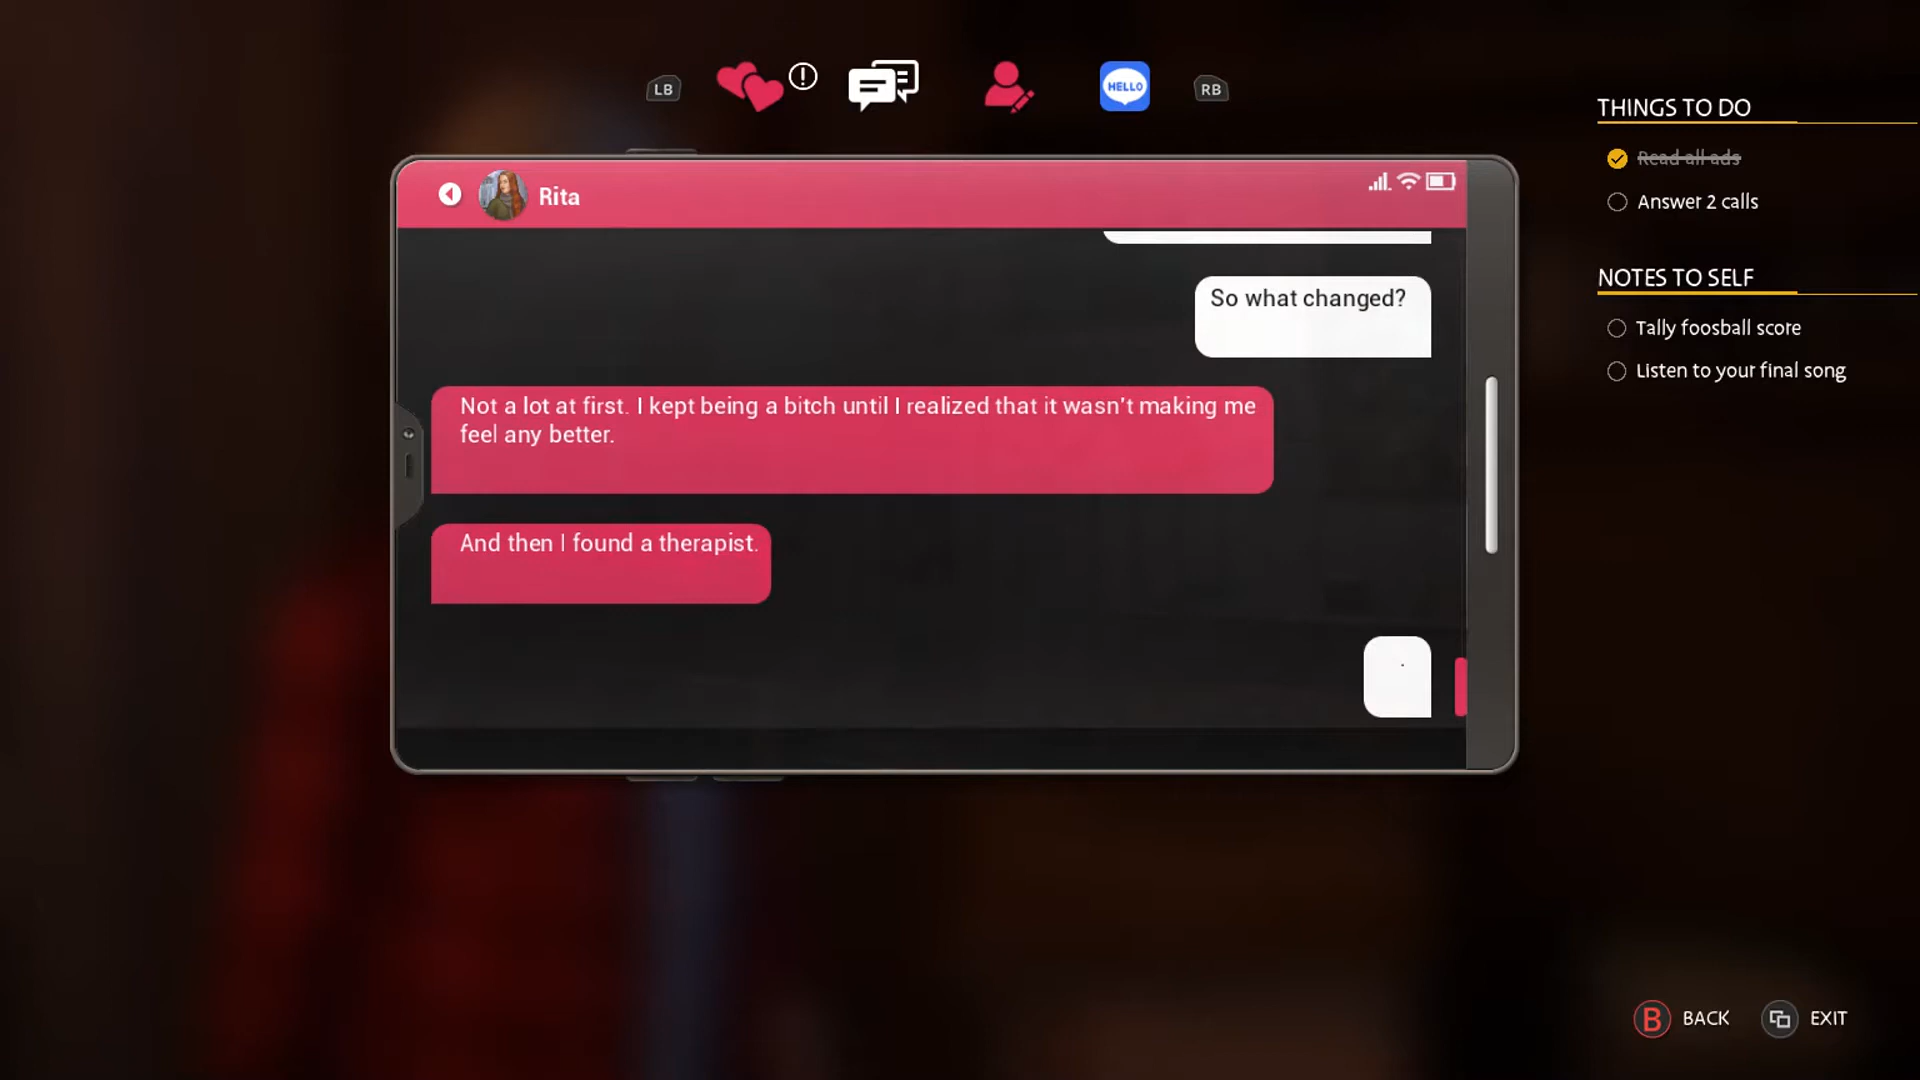 LB
HELLO
RB
Rita
So what changed?
Not a lot at first. I kept being a bitch until I realized that it wasn't making me
feel any better.
And then I found a therapist.
.
THINGS TO DO
Read all ads
Answer 2 calls
NOTES TO SELF
Tally foosball score
Listen to your final song
B BACK
EXIT